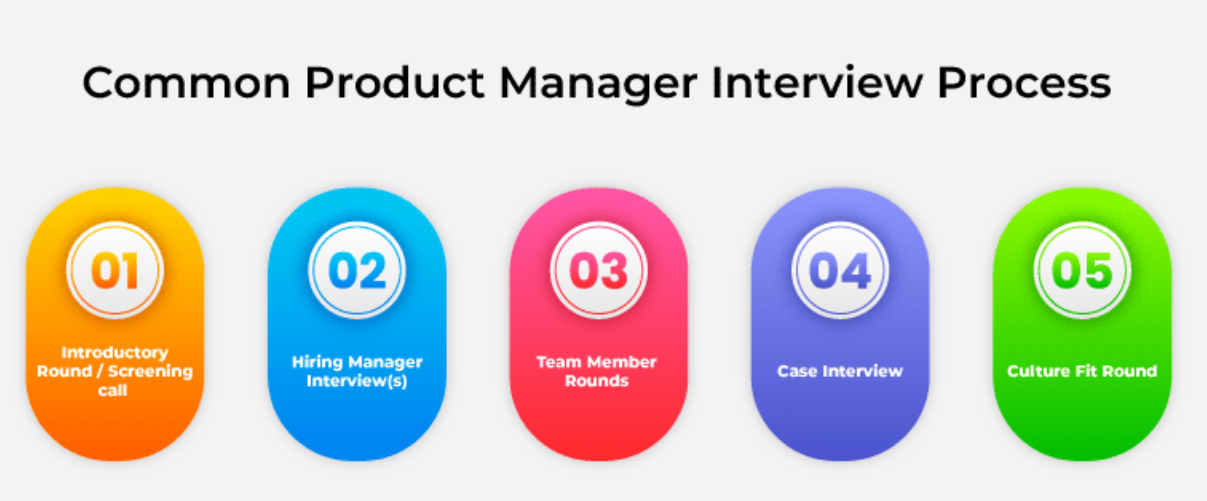 Common Product Manager Interview Process
01
Introductory
Round / Screening
call
02
Hiring Manager
Interview(s)
03
Team Member
Rounds
04
Case Interview
05
Culture Fit Round